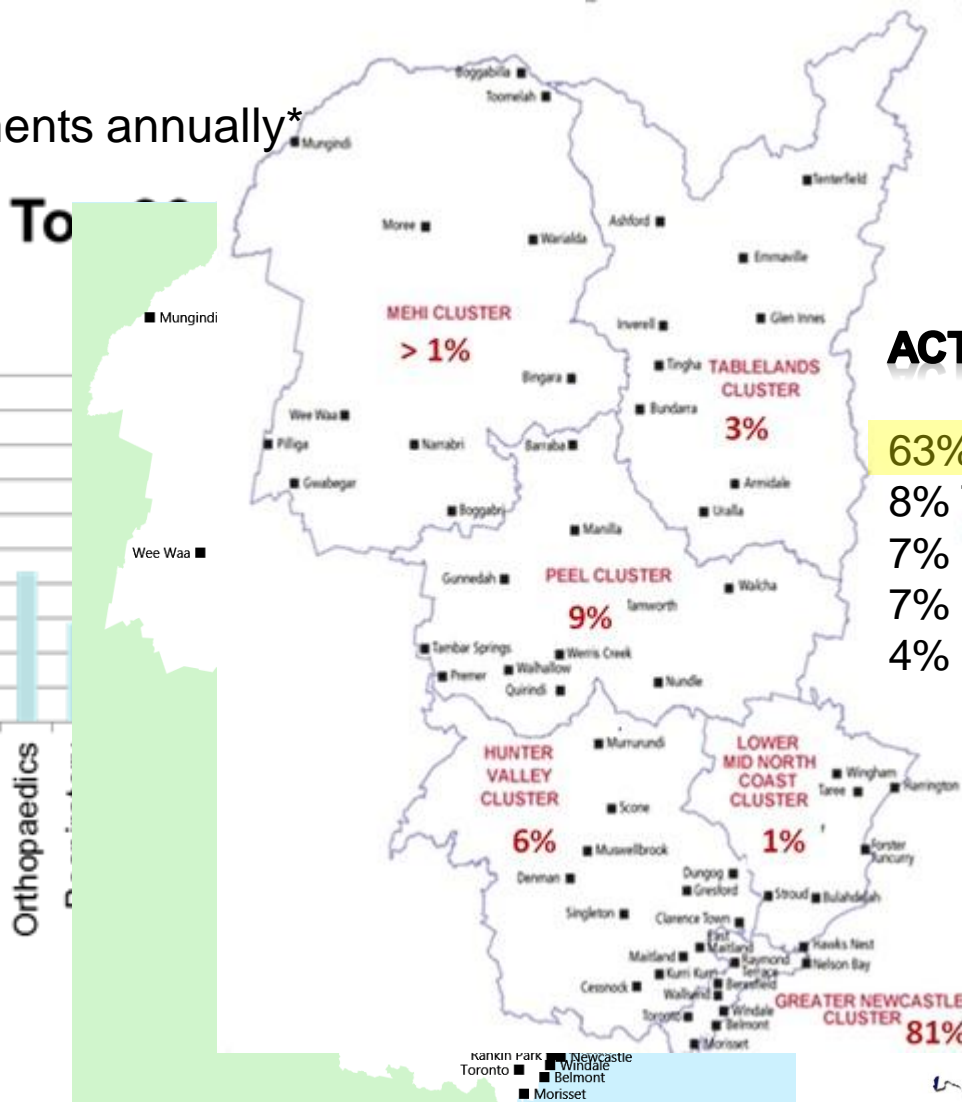 ents annually*
To
Boggabilla
Toomelah
Mungindi
Tenterfield
Moree
Warialda
Ashford
Emmaville
Mungindi
MEHI CLUSTER
> 1%
Inverell
Glen Innes
Tingha
TABLELANDS
CLUSTER
3%
ACT
Bingara
Bundarra
Wee Waa
Pilliga
Narrabri
Barraba
63%
Gwabegar
Armidale
8%
Boggabri
Uralla
Manilla
7%
Wee Waa
Gunnedah
PEEL CLUSTER
Walcha
9%
Tamworth
7%
Tambar Springs
Werris Creek
4%
Premer
Walhallow
Nundle
Quirindi
Orthopaedics
HUNTER
VALLEY
CLUSTER
6%
Murrurundi
LOWER
MID NORTH
COAST
CLUSTER
1%
Wingham
Taree
Harrington
Scone
Muswellbrook
Forster
Tuncurry
Denman
Dungog
Gresford
Stroud
Bulahdelah
Singleton
Clarence Town
East
Maitland
Hawks Nest
Maitland
Raymond
Terrace
Nelson Bay
Kurri Kurri
Cessnock
Beresfield
Wallsend
GREATER NEWCASTLE
CLUSTER
81%
Toronto
Windale
Belmont
Morisset
Rankin Park
Newcastle
Toronto
Windale
Belmont
Morisset